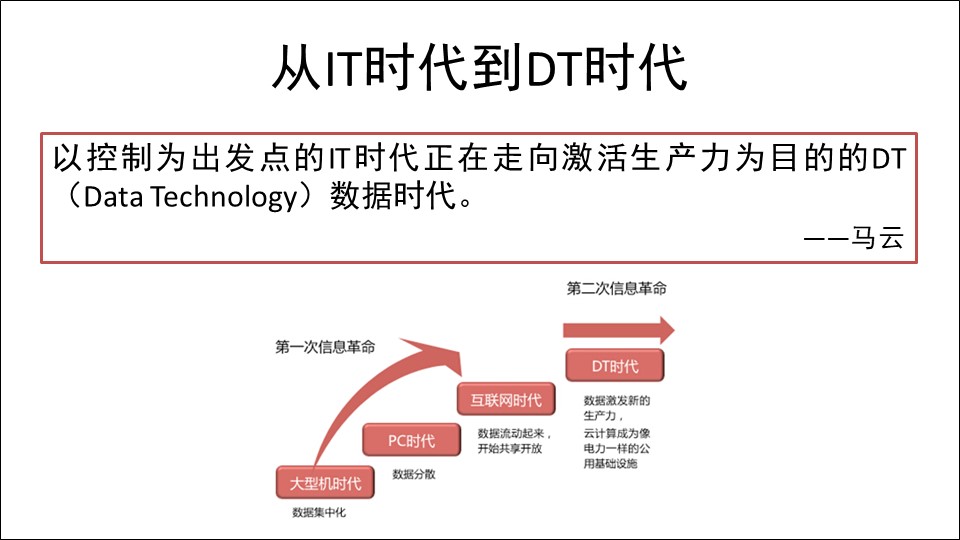 从IT时代到DT时代
以控制为出发点的IT时代正在走向激活生产力为目的的DT
（Data Technology）数据时代。
——马云
第二次信息革命
第一次信息革命
DT时代
互联网时代
数据激发新的
生产力，
云计算成为像
电力一样的公
用基础设施
PC时代
数据流动起来，
开始共享开放
数据分散
大型机时代
数据集中化